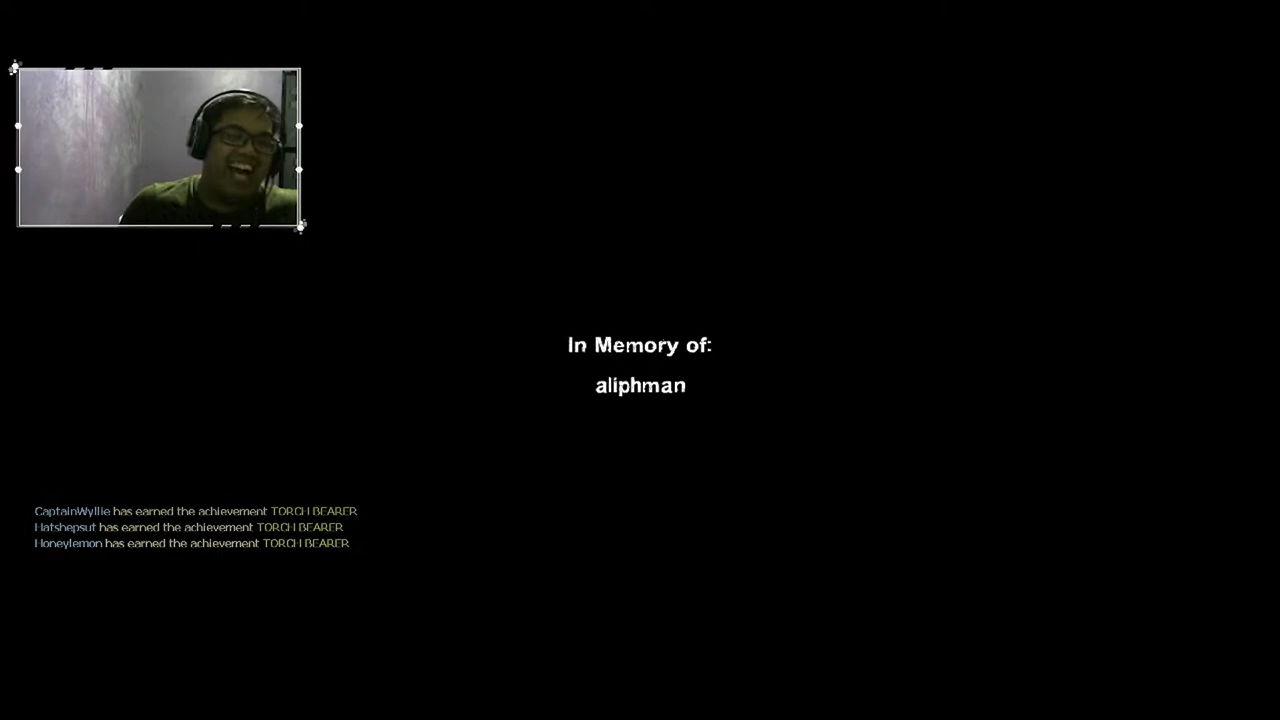 In Memory of:
aliphman
CaptainWyllie has earned the achievement TORCH BEARER
Hatshepsut has earned the achievement TORCH BEARER
Honeylemon has earned the achievement TORCH BEARER